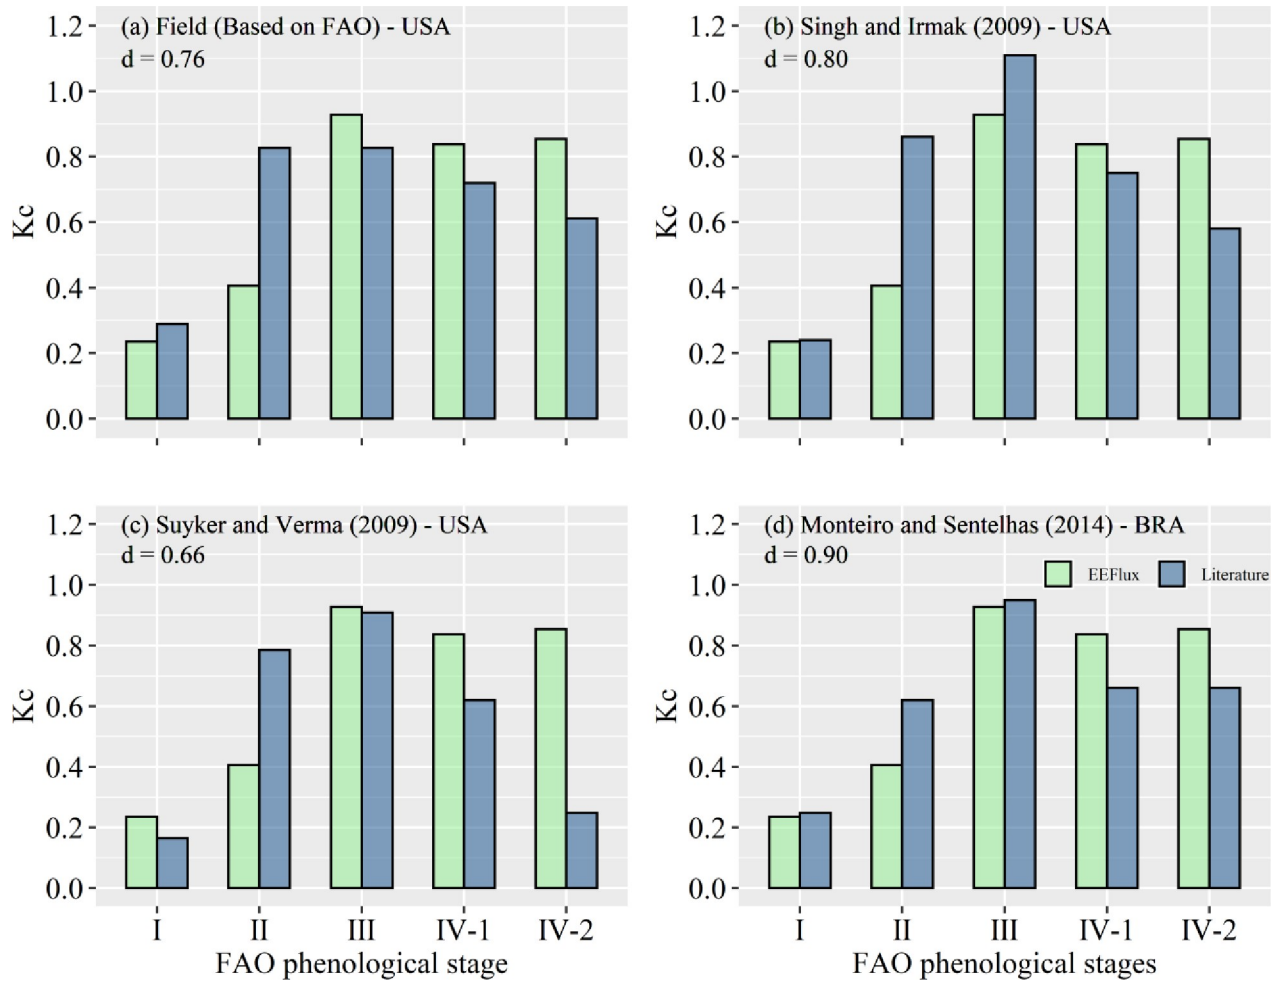 (a) Field (Based on FAO) - USA
d = 0.76
1.2
1.0
0.8
0.6
0.4
0.2
0.0
Kc
(b) Singh and Irmak (2009) - USA
d = 0.80
1.2
1.0
0.8
0.6
0.4
0.2
0.0
Kc
(c) Suyker and Verma (2009) - USA
d = 0.66
1.2
1.0
0.8
0.6
0.4
0.2
0.0
Kc
I II III IV-1 IV-2
FAO phenological stage
(d) Monteiro and Sentelhas (2014) - BRA
d = 0.90
EEFlux Literature
1.2
1.0
0.8
0.6
0.4
0.2
0.0
Kc
I II III IV-1 IV-2
FAO phenological stages